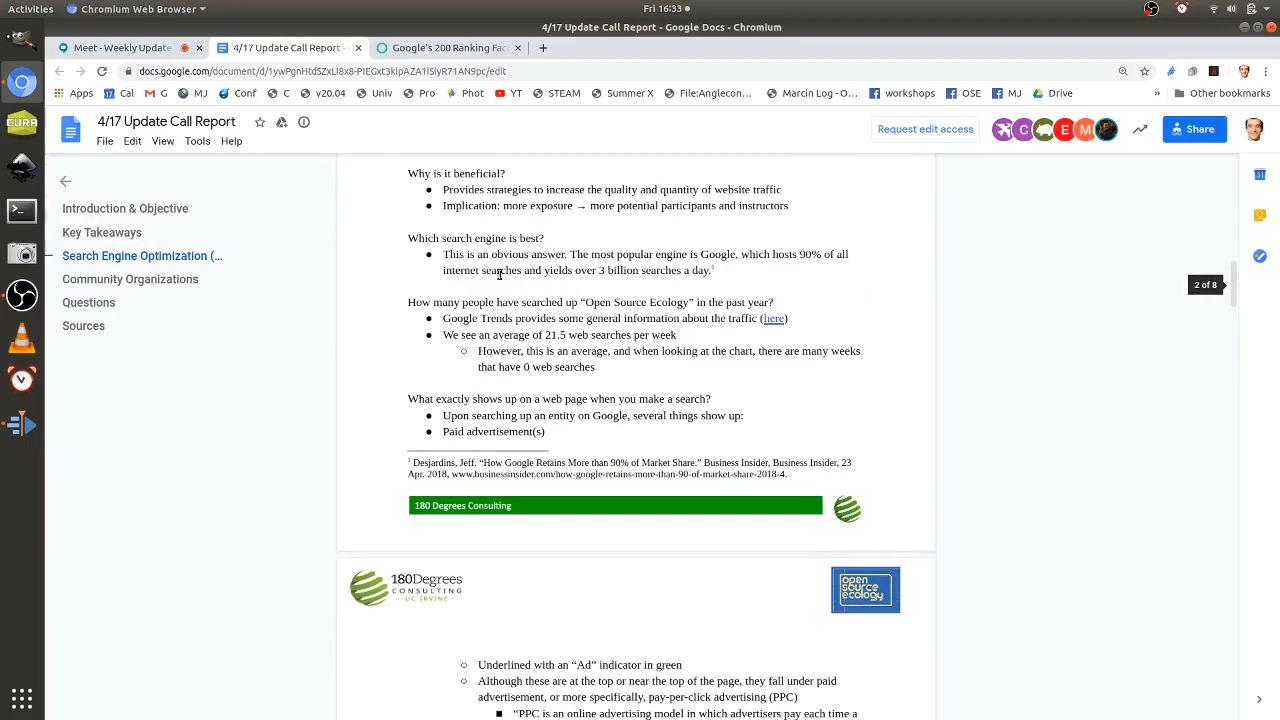 Activities
Chromium Web Browser
Fri 16:33
4/17 Update Call Report - Google Docs - Chromium
Meet - Weekly Update
4/17 Update Call Report -
Google's 200 Ranking Fac
docs.google.com/document/d/1ywPgnHtdSZxLI8x8-PIEGxt3klpAZA1iSlyR71AN9pc/edit
Apps
Cal
G
MJ
Conf
C
v20.04
Univ
Pro
Phot
YT
STEAM
Summer X
File:Anglecon...
Marcin Log - O...
workshops
OSE
MJ
Drive
»
Other bookmarks
4/17 Update Call Report
File Edit View Tools Help
Request edit access
C
E
M
Share
Introduction & Objective
Key Takeaways
Search Engine Optimization (...
Community Organizations
Questions
Sources
Why is it beneficial?
● Provides strategies to increase the quality and quantity of website traffic
● Implication: more exposure → more potential participants and instructors
Which search engine is best?
● This is an obvious answer. The most popular engine is Google, which hosts 90% of all
internet searches and yields over 3 billion searches a day.1
How many people have searched up “Open Source Ecology” in the past year?
● Google Trends provides some general information about the traffic (here)
● We see an average of 21.5 web searches per week
○ However, this is an average, and when looking at the chart, there are many weeks
that have 0 web searches
What exactly shows up on a web page when you make a search?
● Upon searching up an entity on Google, several things show up:
● Paid advertisement(s)
1 Desjardins, Jeff. “How Google Retains More than 90% of Market Share.” Business Insider, Business Insider, 23
Apr. 2018, www.businessinsider.com/how-google-retains-more-than-90-of-market-share-2018-4.
180 Degrees Consulting
2 of 8
180Degrees
CONSULTING
UC IRVINE
open
source
ecology
○ Underlined with an “Ad” indicator in green
○ Although these are at the top or near the top of the page, they fall under paid
advertisement, or more specifically, pay-per-click advertising (PPC)
■ “PPC is an online advertising model in which advertisers pay each time a
CURA
31